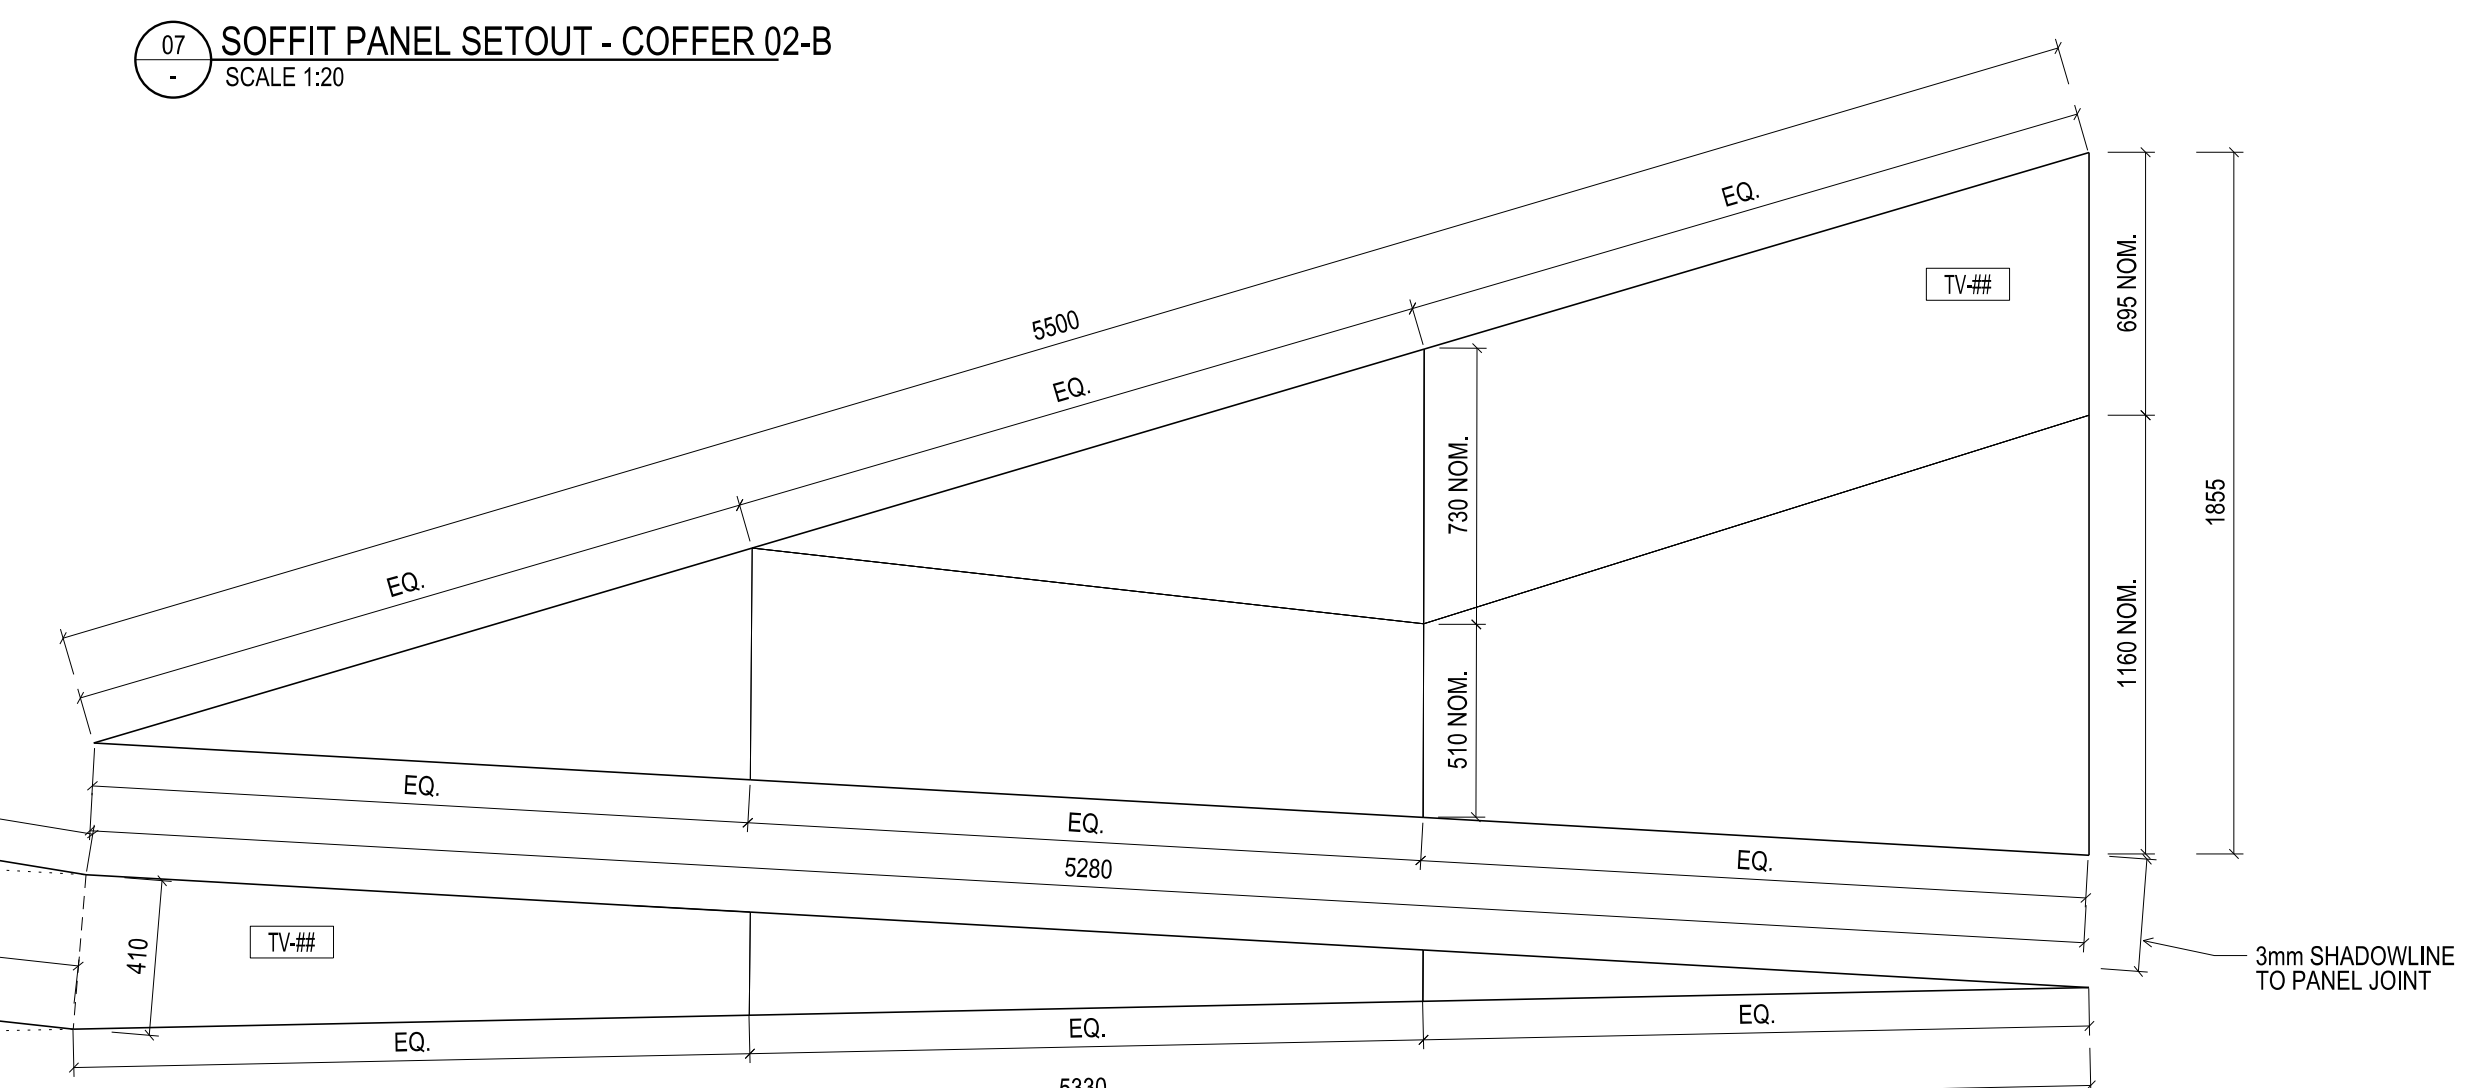 07
-
SOFFIT PANEL SETOUT - COFFER 02-B
SCALE 1:20
5500
EQ.
EQ.
EQ.
TV-##
695 NOM.
1160 NOM.
1855
730 NOM.
510 NOM.
EQ.
EQ.
EQ.
5280
TV-##
410
3mm SHADOWLINE
TO PANEL JOINT
EQ.
EQ.
EQ.
5330